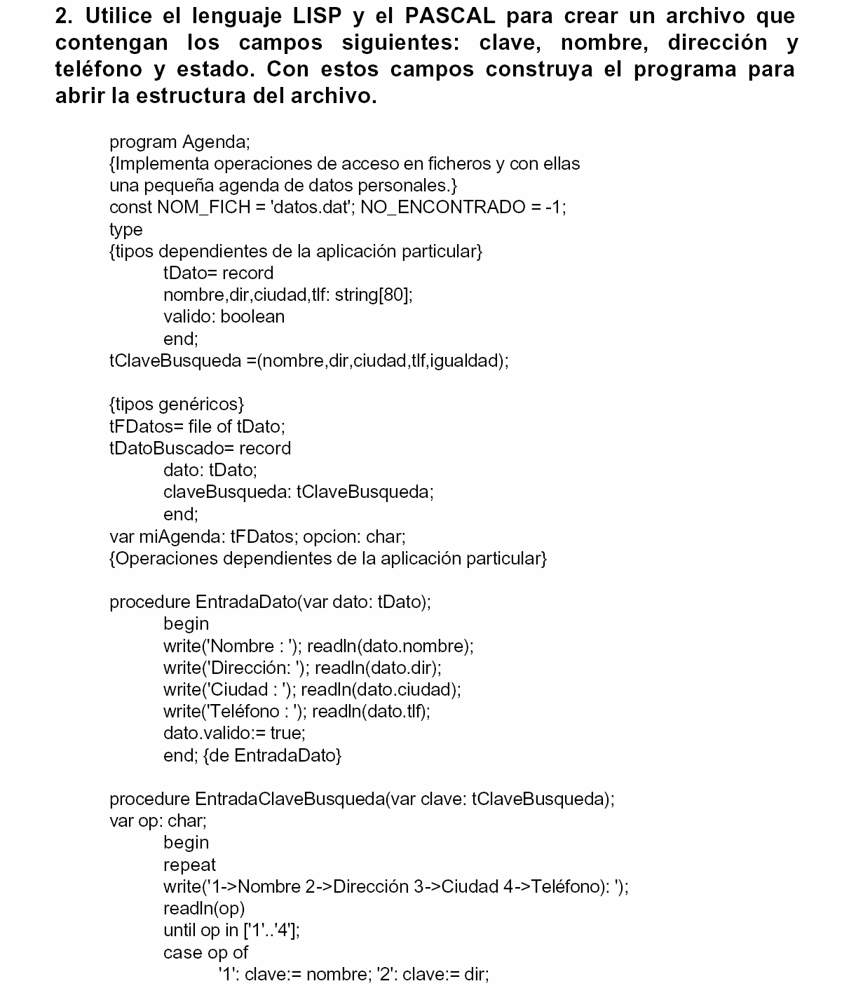 2. Utilice el lenguaje LISP y el PASCAL para crear un archivo que
contengan los campos siguientes: clave, nombre, dirección y
teléfono y estado. Con estos campos construya el programa para
abrir la estructura del archivo.
program Agenda;
{Implementa operaciones de acceso en ficheros y con ellas
una pequeña agenda de datos personales.}
const NOM_FICH = 'datos.dat'; NO_ENCONTRADO = -1;
type
{tipos dependientes de la aplicación particular}
tDato= record
nombre,dir,ciudad,tlf: string[80];
valido: boolean
end;
tClaveBusqueda =(nombre,dir,ciudad,tlf,igualdad);
{tipos genéricos}
tFDatos= file of tDato;
tDatoBuscado= record
dato: tDato;
claveBusqueda: tClaveBusqueda;
end;
var miAgenda: tFDatos; opcion: char;
{Operaciones dependientes de la aplicación particular}
procedure EntradaDato(var dato: tDato);
begin
write('Nombre : '); readln(dato.nombre);
write('Dirección: '); readln(dato.dir);
write('Ciudad : '); readln(dato.ciudad);
write('Teléfono : '); readln(dato.tlf);
dato.valido:= true;
end; {de EntradaDato}
procedure EntradaClaveBusqueda(var clave: tClaveBusqueda);
var op: char;
begin
repeat
write('1->Nombre 2->Dirección 3->Ciudad 4->Teléfono): ');
readln(op)
until op in ['1'..'4'];
case op of
'1': clave:= nombre; '2': clave:= dir;